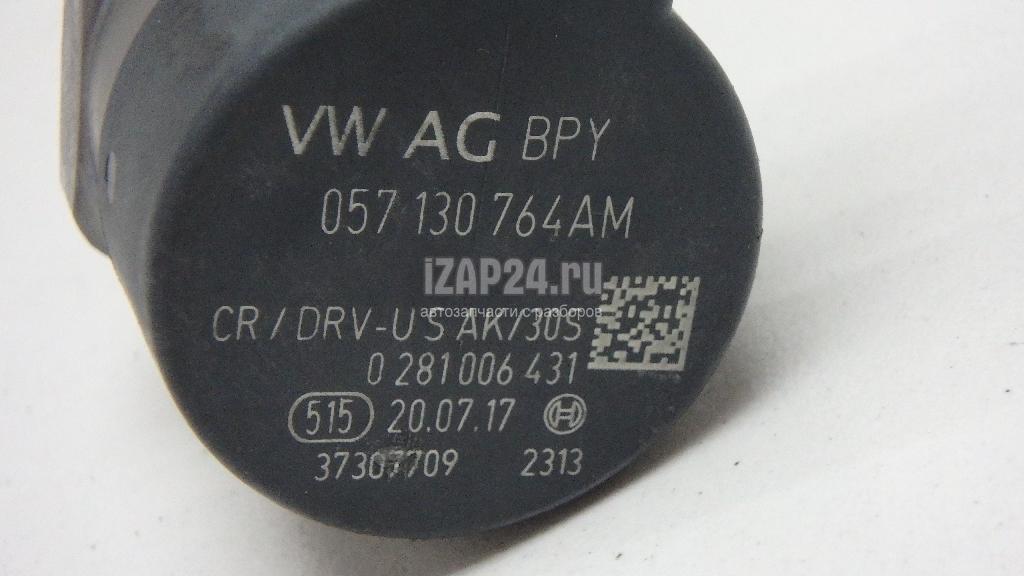 VW AG BPY
057 130 764AM
iZAP24.ru
автозапчасти с разборов
CR/DRV-U S AK/30S
0 281 006 431
515 20.07.17
37307709 2313